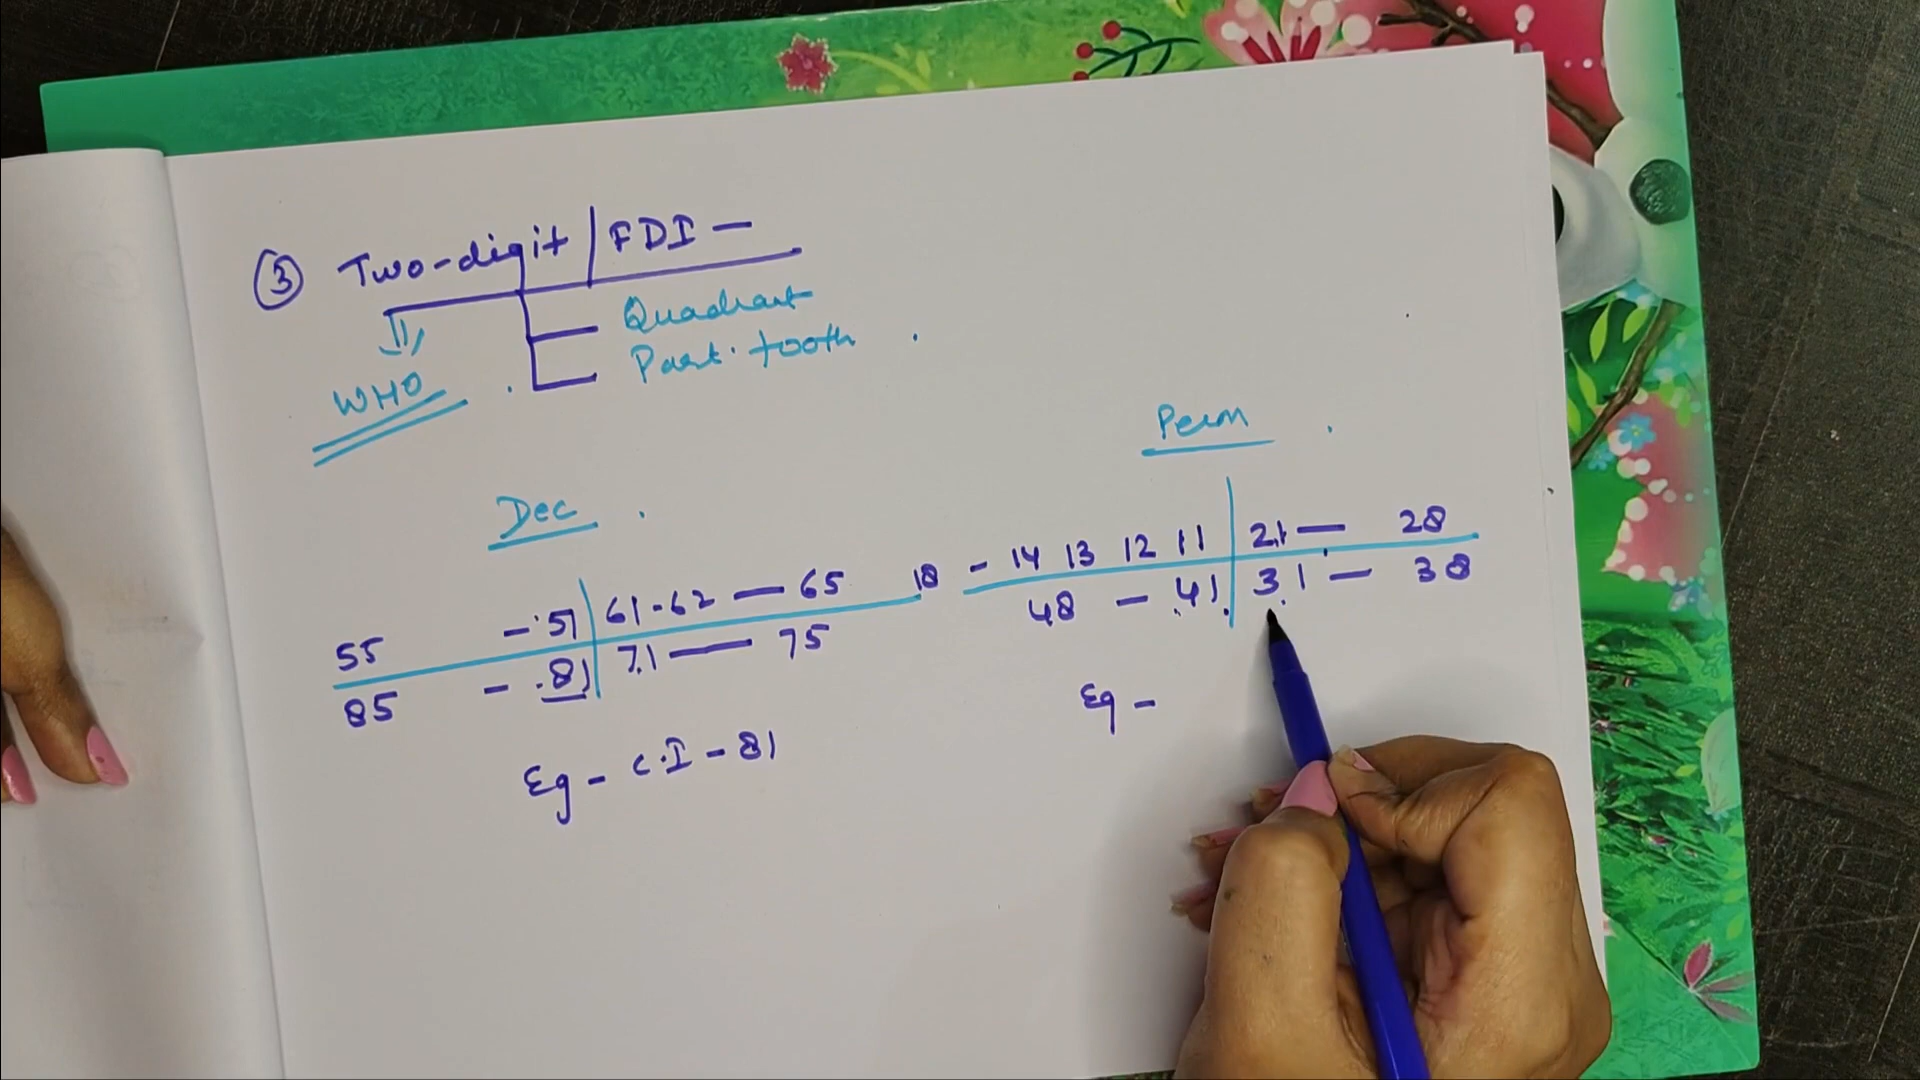 ③ Two-digit / FDI —
Quadrant
Part. tooth
WHO
Perm
Dec
18 - 14 13 12 11 21 — 28
48 — 41 31 — 38
55 — 51 61-62 — 65
85 - 81 71 — 75
Eg -
Eg - C.I - 81